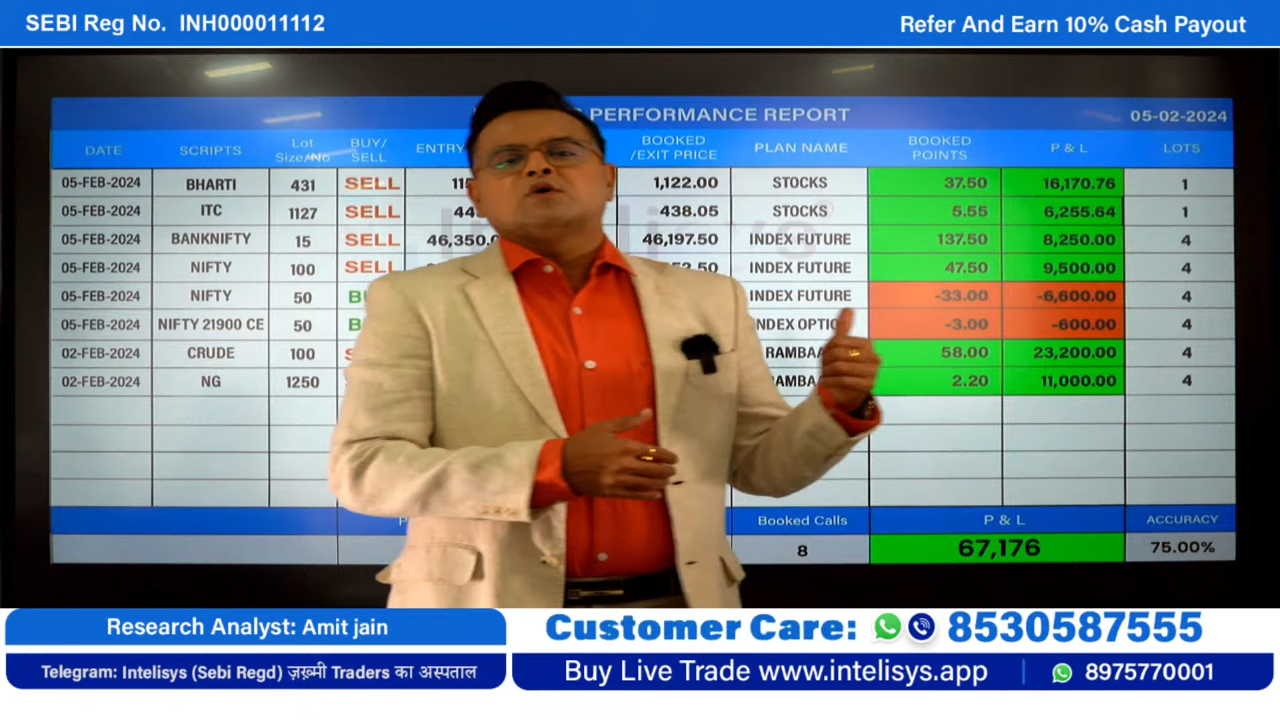 SEBI Reg No. INH000011112
Refer And Earn 10% Cash Payout
PERFORMANCE REPORT
05-02-2024
DATE SCRIPTS Lot Size/No BUY/SELL ENTRY BOOKED /EXIT PRICE PLAN NAME BOOKED POINTS P & L LOTS
05-FEB-2024 BHARTI 431 SELL 1,122.00 STOCKS 37.50 16,170.76 1
05-FEB-2024 ITC 1127 SELL 438.05 STOCKS 5.55 6,255.64 1
05-FEB-2024 BANKNIFTY 15 SELL 46,350.0 46,197.50 INDEX FUTURE 137.50 8,250.00 4
05-FEB-2024 NIFTY 100 SELL INDEX FUTURE 47.50 9,500.00 4
05-FEB-2024 NIFTY 50 INDEX FUTURE -33.00 -6,600.00 4
05-FEB-2024 NIFTY 21900 CE 50 -3.00 -600.00 4
02-FEB-2024 CRUDE 100 58.00 23,200.00 4
02-FEB-2024 NG 1250 2.20 11,000.00 4
Booked Calls P & L ACCURACY
8 67,176 75.00%
Research Analyst: Amit jain
Customer Care: 8530587555
Telegram: Intelisys (Sebi Regd) ज़ख़्मी Traders का अस्पताल
Buy Live Trade www.intelisys.app | 8975770001